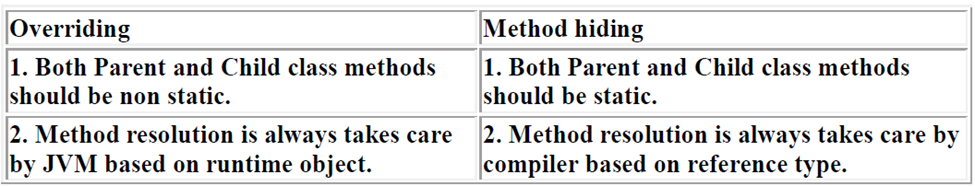 Overriding
Method hiding
1. Both Parent and Child class methods
should be non static.
1. Both Parent and Child class methods
should be static.
2. Method resolution is always takes care
by JVM based on runtime object.
2. Method resolution is always takes care by
compiler based on reference type.